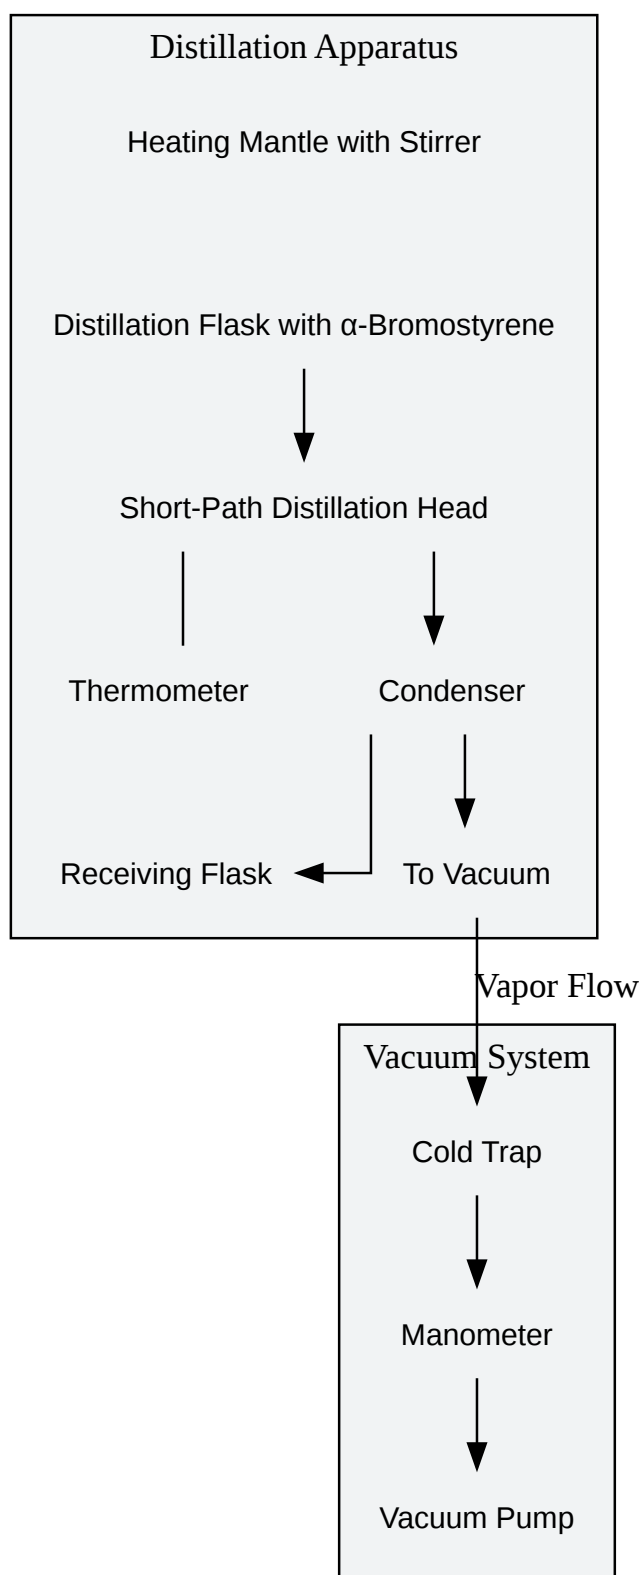 Distillation Apparatus
Heating Mantle with Stirrer
Distillation Flask with α-Bromostyrene
Short-Path Distillation Head
Thermometer
Condenser
Receiving Flask
To Vacuum
Vapor Flow
Vacuum System
Cold Trap
Manometer
Vacuum Pump